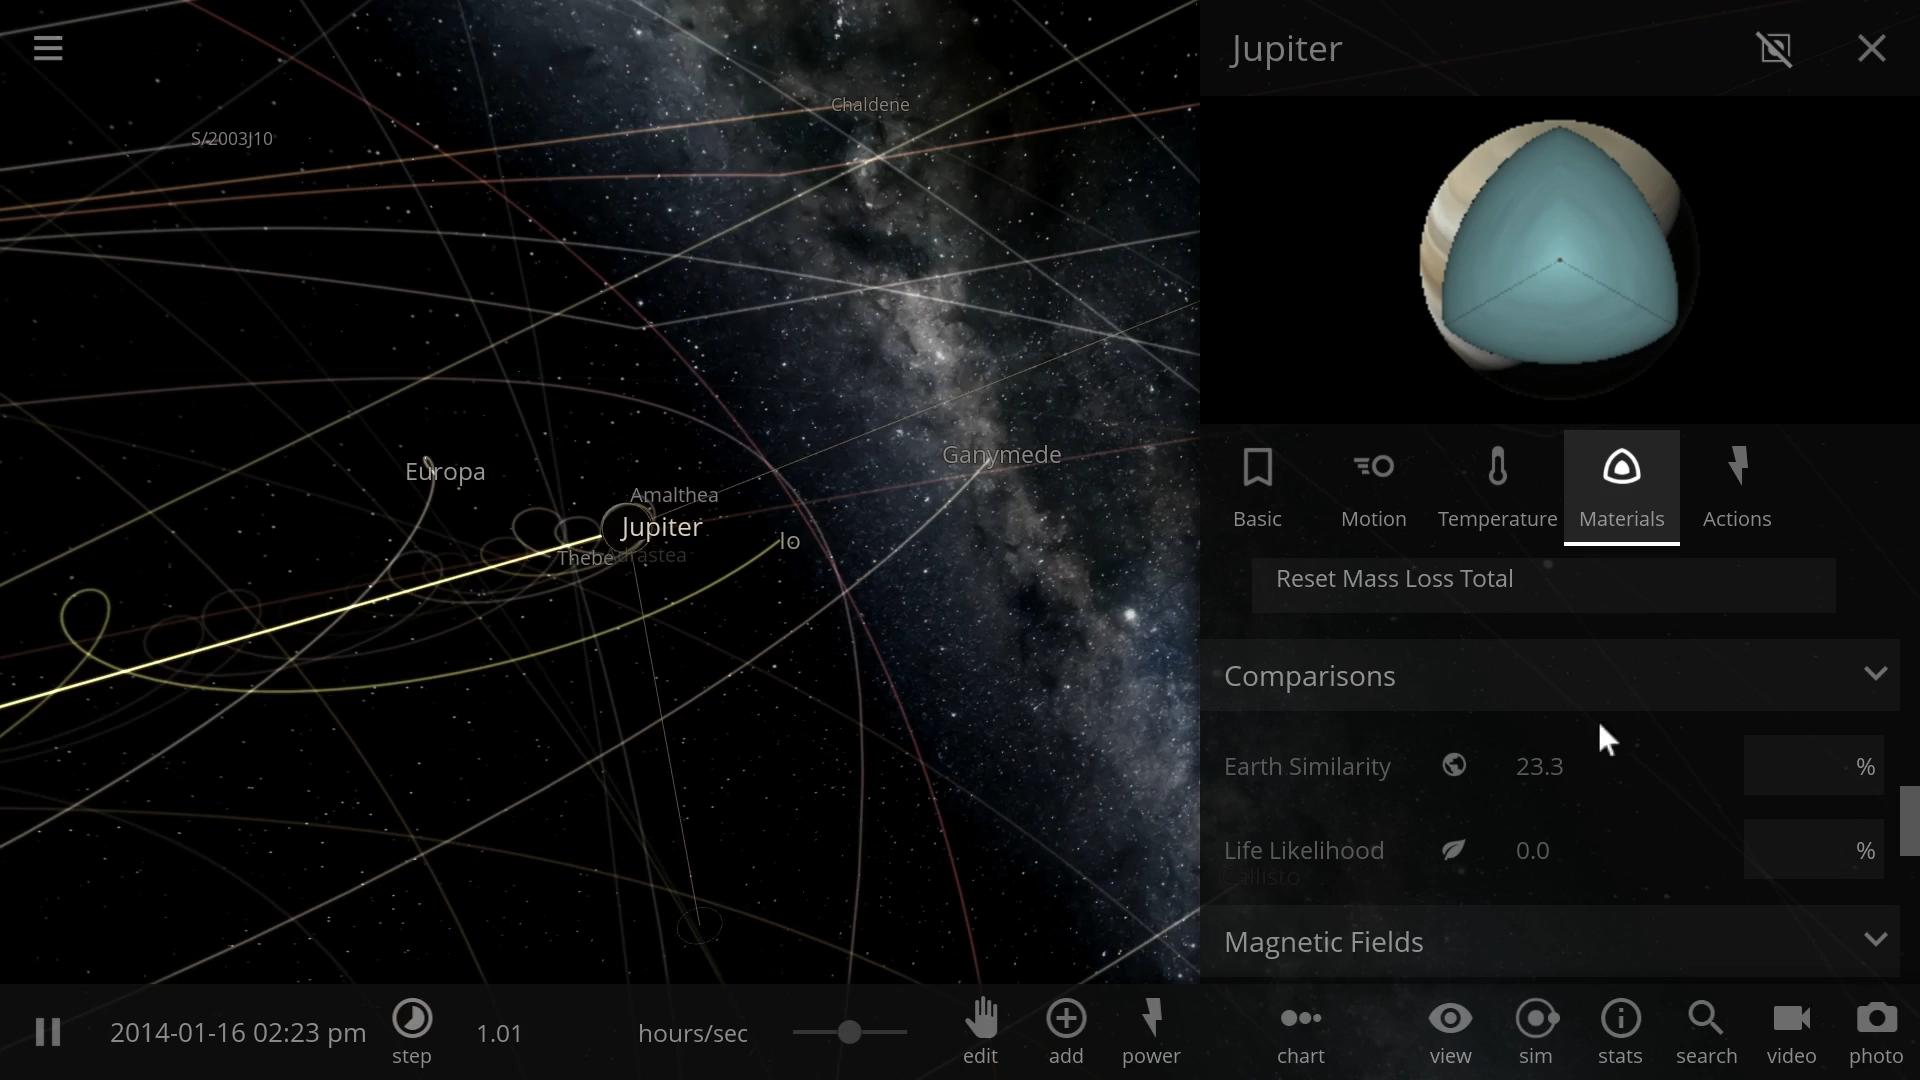 Jupiter
Chaldene
S/2003J10
Europa
Ganymede
Amalthea
Jupiter
Io
Thebe
drastea
Basic
Motion
Temperature
Materials
Actions
Reset Mass Loss Total
Comparisons
Earth Similarity 23.3 %
Life Likelihood 0.0 %
Callisto
Magnetic Fields
2014-01-16 02:23 pm
step
1.01
hours/sec
edit
add
power
chart
view
sim
stats
search
video
photo